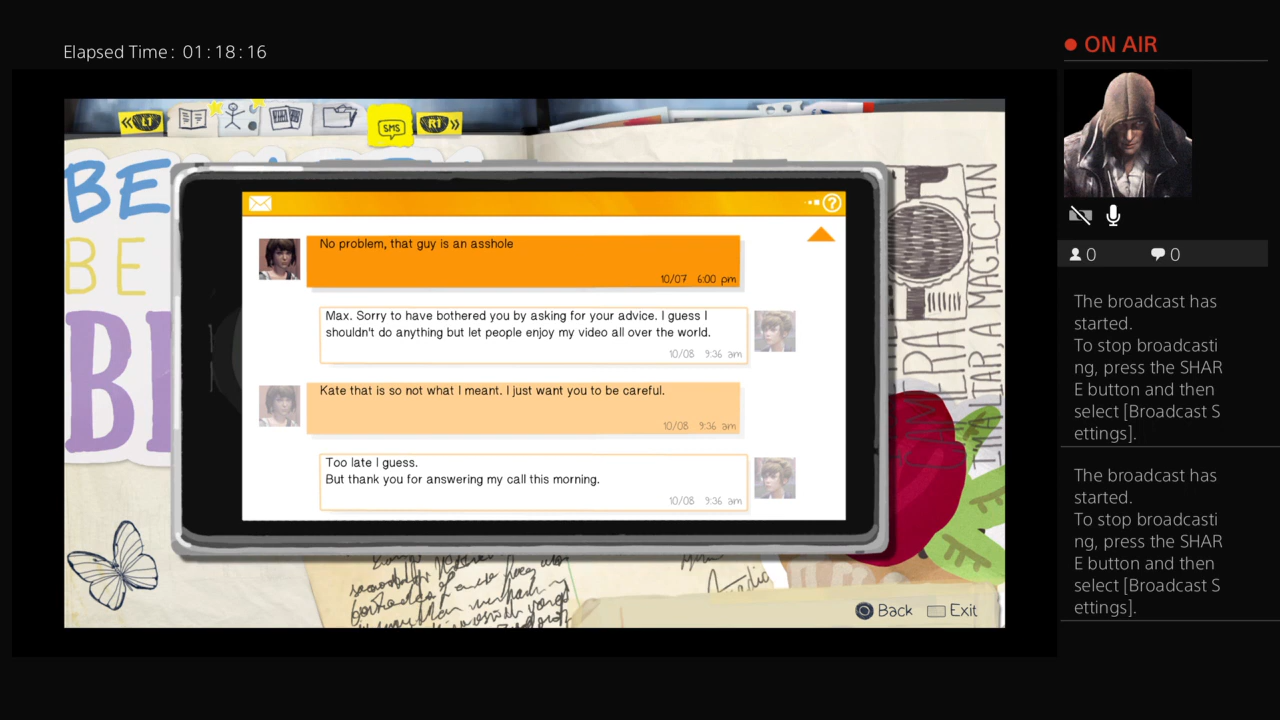 Elapsed Time: 01:18:16
ON AIR
L1
SMS
R1
BE
BE
No problem, that guy is an asshole
10/07 6:00 pm
Max. Sorry to have bothered you by asking for your advice. I guess I
shouldn't do anything but let people enjoy my video all over the world.
10/08 9:36 am
Kate that is so not what I meant. I just want you to be careful.
10/08 9:36 am
Too late I guess.
But thank you for answering my call this morning.
10/08 9:36 am
Back
Exit
0
0
The broadcast has
started.
To stop broadcasti
ng, press the SHAR
E button and then
select [Broadcast S
ettings].
The broadcast has
started.
To stop broadcasti
ng, press the SHAR
E button and then
select [Broadcast S
ettings].